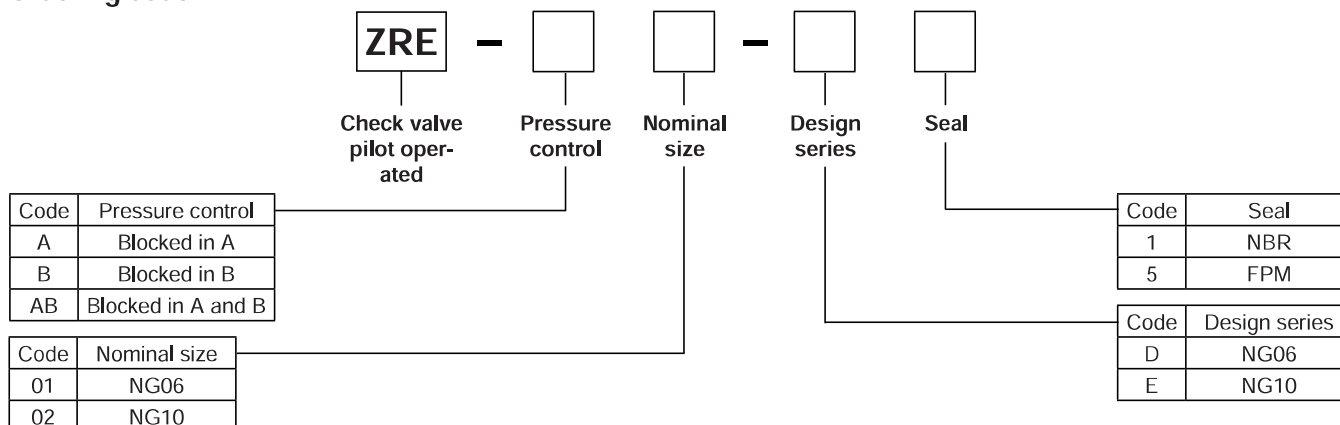 ZRE – –
Check valve
pilot oper-
ated
Pressure
control
Nominal
size
Design
series
Seal
Code Pressure control
A Blocked in A
B Blocked in B
AB Blocked in A and B
Code Nominal size
01 NG06
02 NG10
Code Seal
1 NBR
5 FPM
Code Design series
D NG06
E NG10